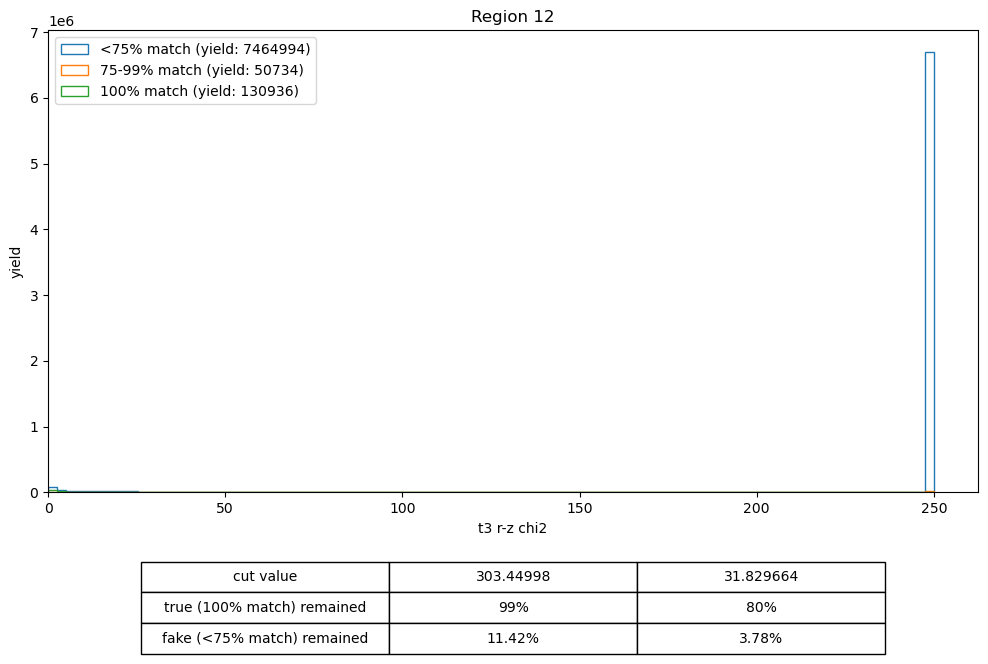 Region 12
1e6
<75% match (yield: 7464994)
75-99% match (yield: 50734)
100% match (yield: 130936)
7
6
5
4
3
2
1
0
yield
0 50 100 150 200 250
t3 r-z chi2
cut value 303.44998 31.829664
true (100% match) remained 99% 80%
fake (<75% match) remained 11.42% 3.78%